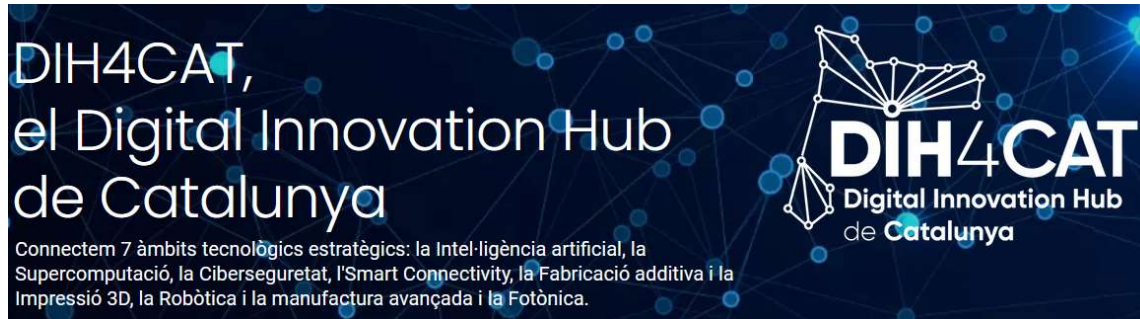 DIH4CAT,
el Digital Innovation Hub
de Catalunya
Connectem 7 àmbits tecnològics estratègics: la Intel·ligència artificial, la
Supercomputació, la Ciberseguretat, l'Smart Connectivity, la Fabricació additiva i la
Impressió 3D, la Robòtica i la manufactura avançada i la Fotònica.
DIH4CAT
Digital Innovation Hub
de Catalunya